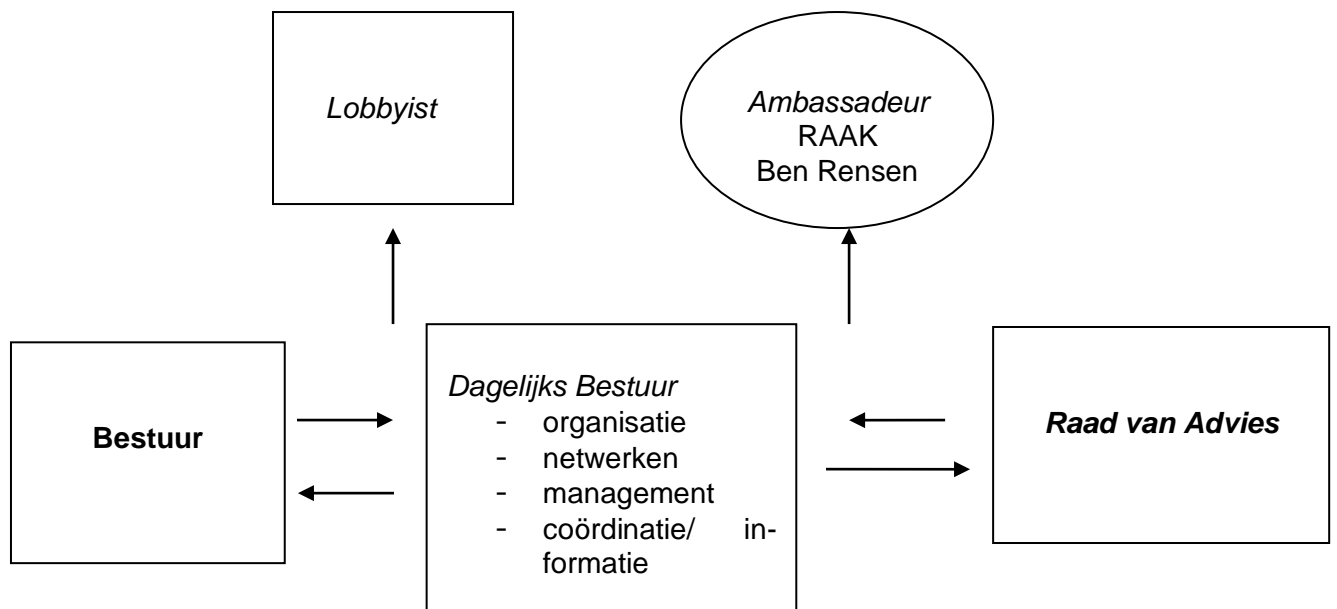 Lobbyist
Ambassadeur
RAAK
Ben Rensen
Bestuur
Dagelijks Bestuur
- organisatie
- netwerken
- management
- coördinatie/ in-
formatie
Raad van Advies